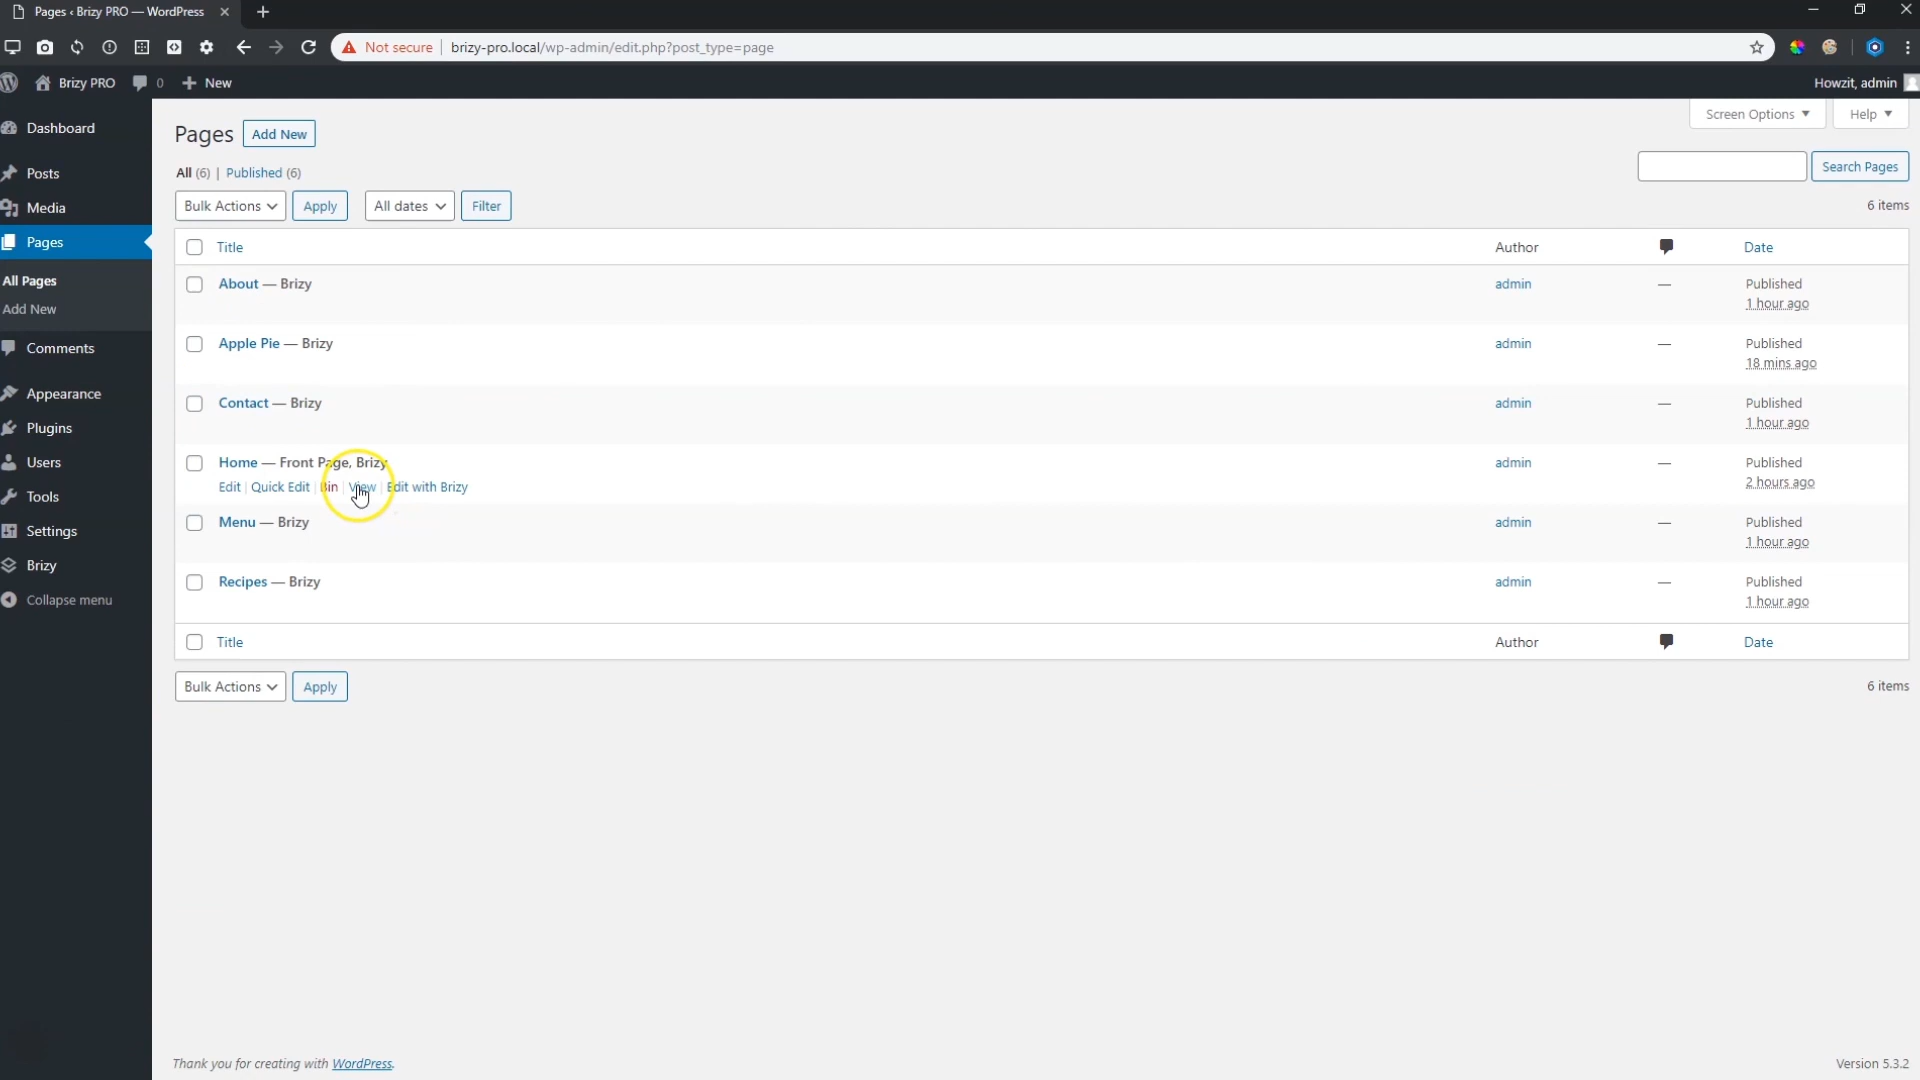 Pages ‹ Brizy PRO — WordPress
Not secure brizy-pro.local/wp-admin/edit.php?post_type=page
Brizy PRO 0 New Howzit, admin
Dashboard
Posts
Media
Pages
All Pages
Add New
Comments
Appearance
Plugins
Users
Tools
Settings
Brizy
Collapse menu
Screen Options Help
Pages Add New
All (6) | Published (6)
Search Pages
Bulk Actions Apply All dates Filter
6 items
Title Author Date
About — Brizy admin — Published
1 hour ago
Apple Pie — Brizy admin — Published
18 mins ago
Contact — Brizy admin — Published
1 hour ago
Home — Front Page, Brizy admin — Published
Edit | Quick Edit | Bin | View | Edit with Brizy 2 hours ago
Menu — Brizy admin — Published
1 hour ago
Recipes — Brizy admin — Published
1 hour ago
Title Author Date
Bulk Actions Apply
6 items
Thank you for creating with WordPress.
Version 5.3.2